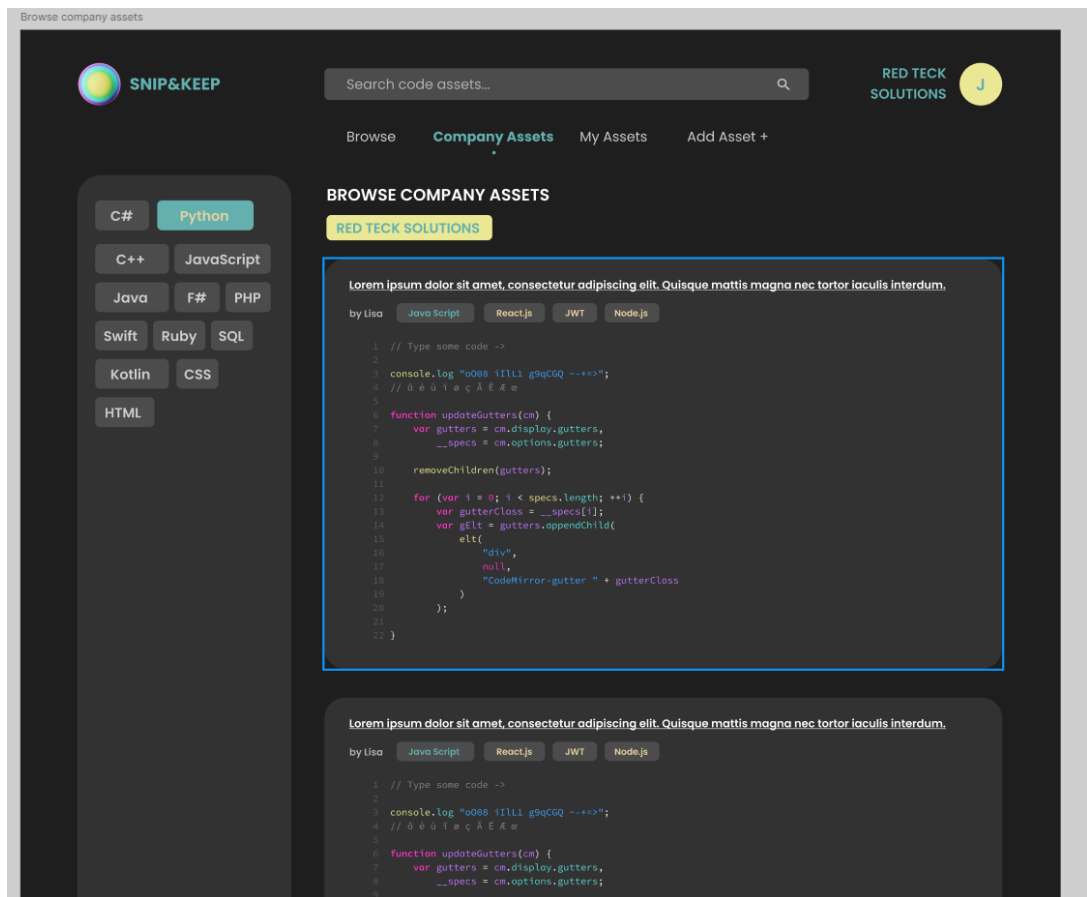 Browse company assets
SNIP&KEEP
Search code assets...
RED TECK
SOLUTIONS
J
Browse Company Assets My Assets Add Asset +
C# Python
C++ JavaScript
Java F# PHP
Swift Ruby SQL
Kotlin CSS
HTML
BROWSE COMPANY ASSETS
RED TECK SOLUTIONS
Lorem ipsum dolor sit amet, consectetur adipiscing elit. Quisque mattis magna nec tortor iaculis interdum.
by Lisa Java Script React.js JWT Node.js
1 // Type some code ->
2
3 console.log "oO08 iIlL1 g9qCGQ ~-+=>";
4 // â é ù ï ø ç Ã Ē Æ œ
5
6 function updateGutters(cm) {
7 var gutters = cm.display.gutters,
8 __specs = cm.options.gutters;
9
10 removeChildren(gutters);
11
12 for (var i = 0; i < specs.length; ++i) {
13 var gutterClass = __specs[i];
14 var gElt = gutters.appendChild(
15 elt(
16 "div",
17 null,
18 "CodeMirror-gutter " + gutterClass
19 )
20 );
21
22 }
Lorem ipsum dolor sit amet, consectetur adipiscing elit. Quisque mattis magna nec tortor iaculis interdum.
by Lisa Java Script React.js JWT Node.js
1 // Type some code ->
2
3 console.log "oO08 iIlL1 g9qCGQ ~-+=>";
4 // â é ù ï ø ç Ã Ē Æ œ
5
6 function updateGutters(cm) {
7 var gutters = cm.display.gutters,
8 __specs = cm.options.gutters;
9